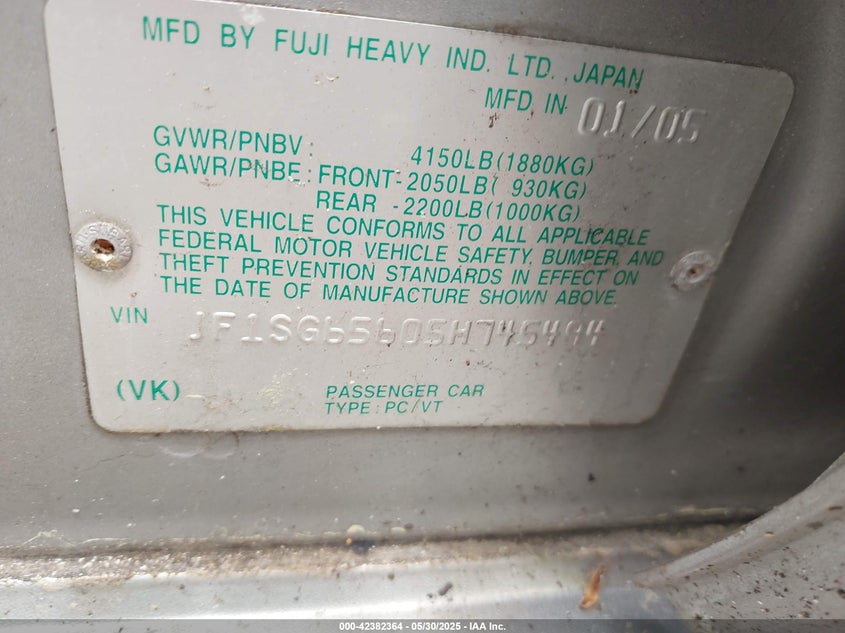 MFD BY FUJI HEAVY IND. LTD., JAPAN
MFD IN 01/05
GVWR/PNBV : 4150LB(1880KG)
GAWR/PNBE : FRONT-2050LB( 930KG)
REAR -2200LB(1000KG)
THIS VEHICLE CONFORMS TO ALL APPLICABLE
FEDERAL MOTOR VEHICLE SAFETY, BUMPER, AND
THEFT PREVENTION STANDARDS IN EFFECT ON
THE DATE OF MANUFACTURE SHOWN ABOVE.
VIN JF1SG65605H745494
(VK) PASSENGER CAR
TYPE : PC/VT
000-42382364 - 05/30/2025 - IAA Inc.